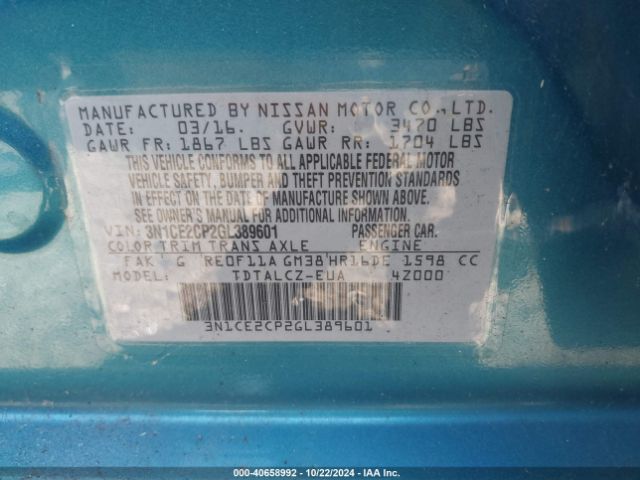 MANUFACTURED BY NISSAN MOTOR CO.,LTD.
DATE: 03/16. GVWR: 3470 LBS
GAWR FR: 1867 LBS GAWR RR: 1704 LBS
THIS VEHICLE CONFORMS TO ALL APPLICABLE FEDERAL MOTOR
VEHICLE SAFETY, BUMPER AND THEFT PREVENTION STANDARDS
IN EFFECT ON THE DATE OF MANUFACTURE SHOWN ABOVE.
SEE OWNER'S MANUAL FOR ADDITIONAL INFORMATION
VIN: 3N1CE2CP2GL389601 PASSENGER CAR.
COLOR TRIM TRANS AXLE ENGINE
FAK G RE0F11A GM38 HR16DE 1598 CC
MODEL: TDTALCZ-EUA 4Z000
3N1CE2CP2GL389601
000-40658992 | 10/22/2024 | IAA, Inc.